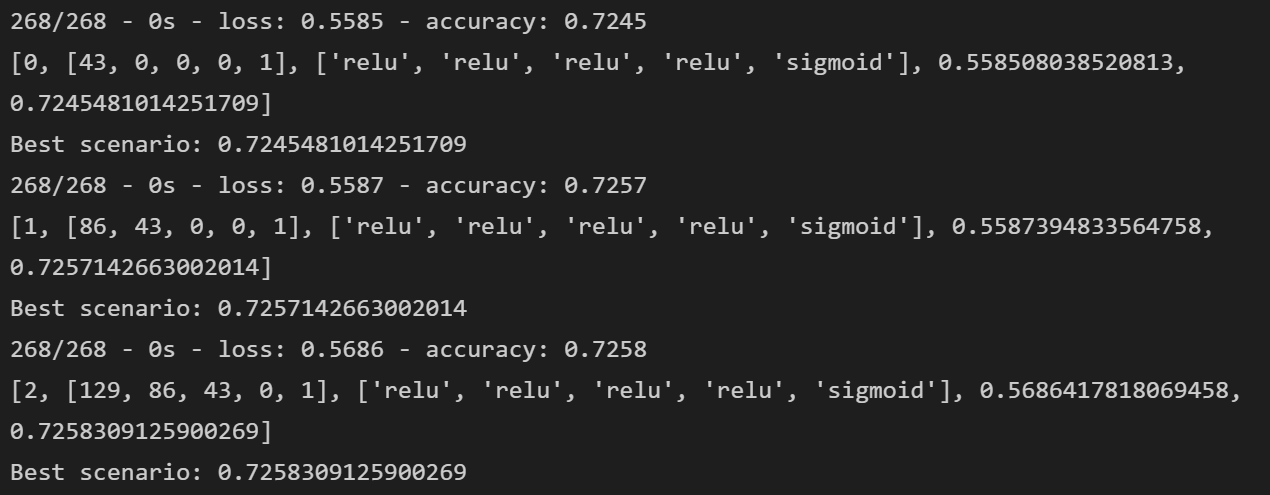 268/268 - 0s - loss: 0.5585 - accuracy: 0.7245
[0, [43, 0, 0, 0, 1], ['relu', 'relu', 'relu', 'relu', 'sigmoid'], 0.558508038520813,
0.7245481014251709]
Best scenario: 0.7245481014251709
268/268 - 0s - loss: 0.5587 - accuracy: 0.7257
[1, [86, 43, 0, 0, 1], ['relu', 'relu', 'relu', 'relu', 'sigmoid'], 0.5587394833564758,
0.7257142663002014]
Best scenario: 0.7257142663002014
268/268 - 0s - loss: 0.5686 - accuracy: 0.7258
[2, [129, 86, 43, 0, 1], ['relu', 'relu', 'relu', 'relu', 'sigmoid'], 0.5686417818069458,
0.7258309125900269]
Best scenario: 0.7258309125900269